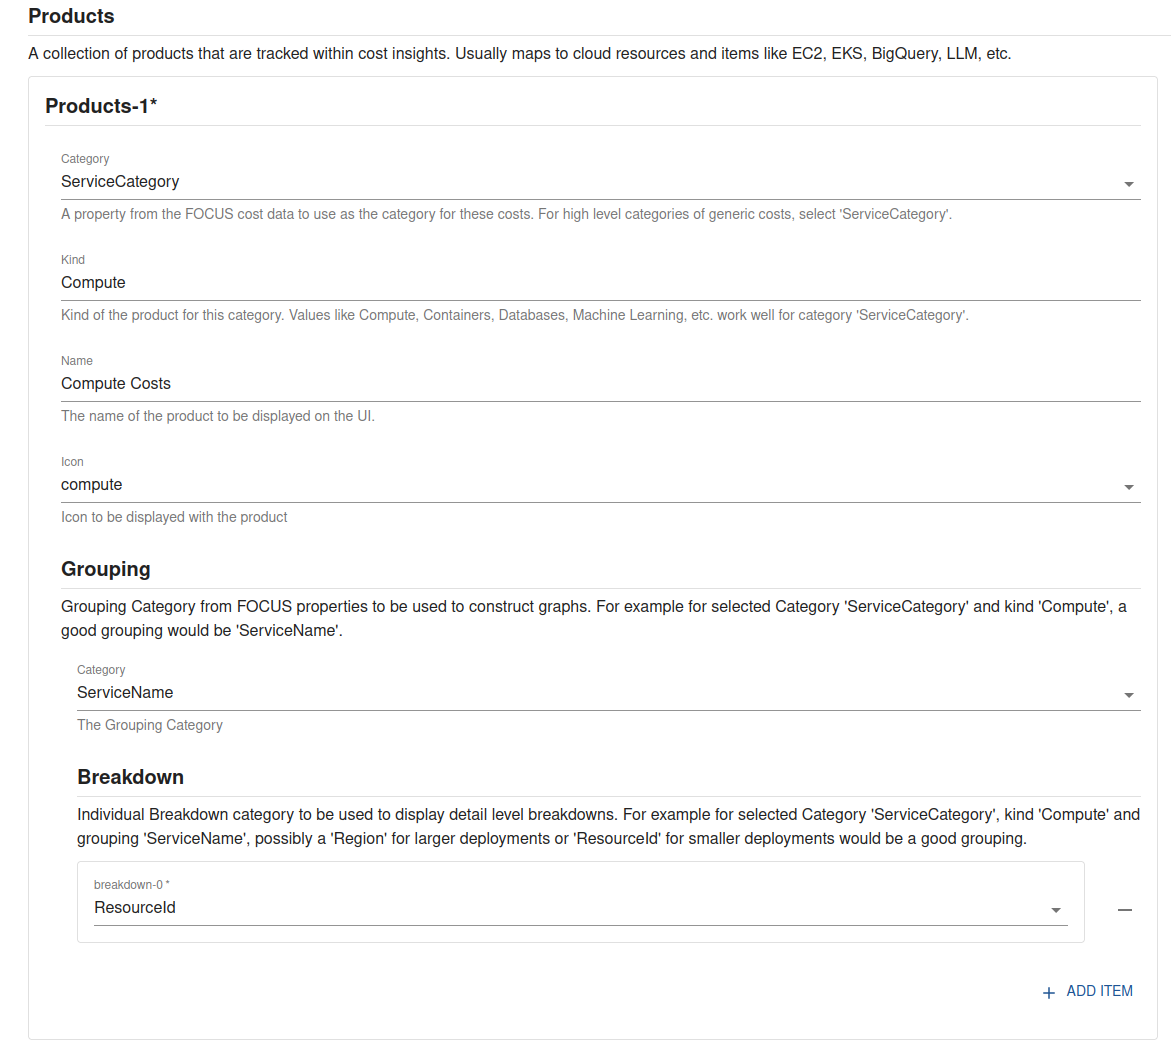 Products
A collection of products that are tracked within cost insights. Usually maps to cloud resources and items like EC2, EKS, BigQuery, LLM, etc.
Products-1*
Category
ServiceCategory
A property from the FOCUS cost data to use as the category for these costs. For high level categories of generic costs, select 'ServiceCategory'.
Kind
Compute
Kind of the product for this category. Values like Compute, Containers, Databases, Machine Learning, etc. work well for category 'ServiceCategory'.
Name
Compute Costs
The name of the product to be displayed on the UI.
Icon
compute
Icon to be displayed with the product
Grouping
Grouping Category from FOCUS properties to be used to construct graphs. For example for selected Category 'ServiceCategory' and kind 'Compute', a
good grouping would be 'ServiceName'.
Category
ServiceName
The Grouping Category
Breakdown
Individual Breakdown category to be used to display detail level breakdowns. For example for selected Category 'ServiceCategory', kind 'Compute' and
grouping 'ServiceName', possibly a 'Region' for larger deployments or 'ResourceId' for smaller deployments would be a good grouping.
breakdown-0 *
ResourceId
ADD ITEM